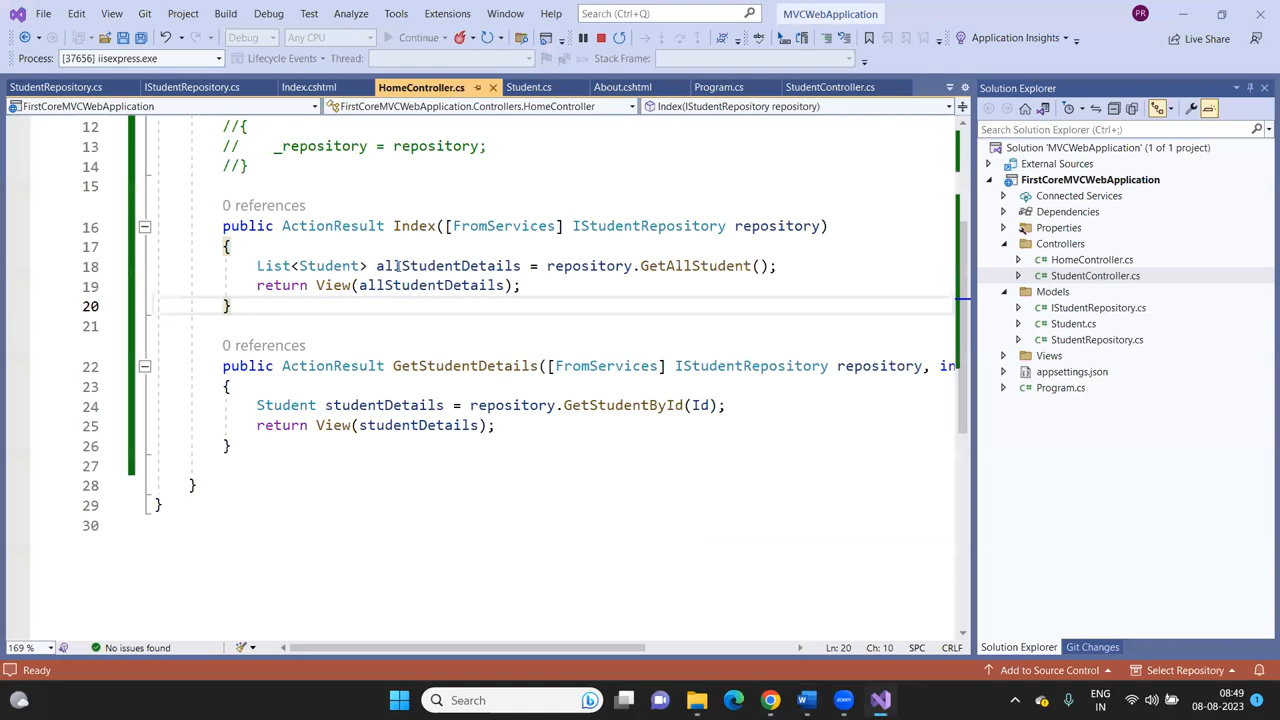 File Edit View Git Project Build Debug Test Analyze Tools Extensions Window Help Search (Ctrl+Q) MVCWebApplication PR
Debug Any CPU Continue Application Insights Live Share
Process: [37656] iisexpress.exe Lifecycle Events Thread: Stack Frame:
StudentRepository.cs IStudentRepository.cs Index.cshtml HomeController.cs Student.cs About.cshtml Program.cs StudentController.cs
FirstCoreMVCWebApplication FirstCoreMVCWebApplication.Controllers.HomeController Index(IStudentRepository repository)
12 //{
13 // _repository = repository;
14 //}
15
0 references
16 public ActionResult Index([FromServices] IStudentRepository repository)
17 {
18 List<Student> allStudentDetails = repository.GetAllStudent();
19 return View(allStudentDetails);
20 }
21
0 references
22 public ActionResult GetStudentDetails([FromServices] IStudentRepository repository, in
23 {
24 Student studentDetails = repository.GetStudentById(Id);
25 return View(studentDetails);
26 }
27
28 }
29 }
30
169 % No issues found Ln: 20 Ch: 10 SPC CRLF
Solution Explorer
Search Solution Explorer (Ctrl+;)
Solution 'MVCWebApplication' (1 of 1 project)
External Sources
FirstCoreMVCWebApplication
Connected Services
Dependencies
Properties
Controllers
C# HomeController.cs
C# StudentController.cs
Models
C# IStudentRepository.cs
C# Student.cs
C# StudentRepository.cs
Views
appsettings.json
C# Program.cs
Solution Explorer Git Changes
Ready Add to Source Control Select Repository
Search
ENG
IN
08:49
08-08-2023
1